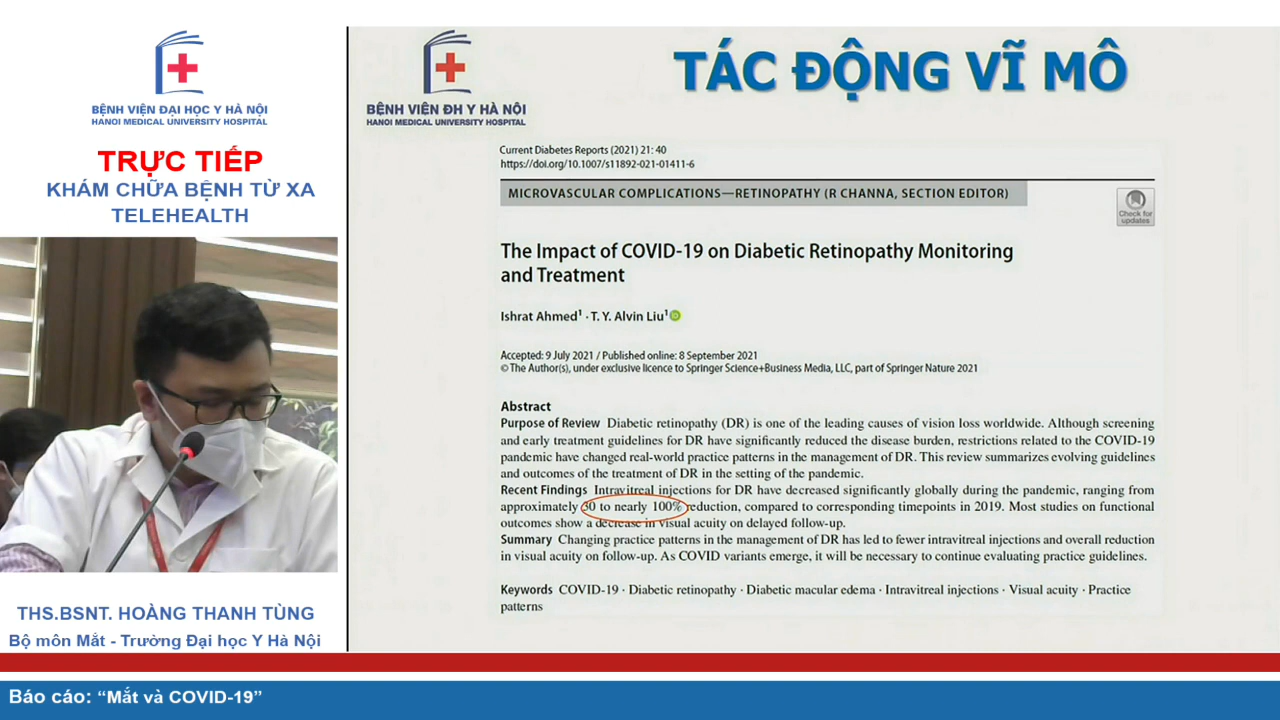 BỆNH VIỆN ĐẠI HỌC Y HÀ NỘI
HANOI MEDICAL UNIVERSITY HOSPITAL
TRỰC TIẾP
KHÁM CHỮA BỆNH TỪ XA
TELEHEALTH
THS.BSNT. HOÀNG THANH TÙNG
Bộ môn Mắt - Trường Đại học Y Hà Nội
BỆNH VIỆN ĐH Y HÀ NỘI
HANOI MEDICAL UNIVERSITY HOSPITAL
TÁC ĐỘNG VĨ MÔ
Current Diabetes Reports (2021) 21: 40
https://doi.org/10.1007/s11892-021-01411-6
MICROVASCULAR COMPLICATIONS—RETINOPATHY (R CHANNA, SECTION EDITOR)
Check for
updates
The Impact of COVID-19 on Diabetic Retinopathy Monitoring
and Treatment
Ishrat Ahmed¹ · T. Y. Alvin Liu¹
Accepted: 9 July 2021 / Published online: 8 September 2021
© The Author(s), under exclusive licence to Springer Science+Business Media, LLC, part of Springer Nature 2021
Abstract
Purpose of Review Diabetic retinopathy (DR) is one of the leading causes of vision loss worldwide. Although screening
and early treatment guidelines for DR have significantly reduced the disease burden, restrictions related to the COVID-19
pandemic have changed real-world practice patterns in the management of DR. This review summarizes evolving guidelines
and outcomes of the treatment of DR in the setting of the pandemic.
Recent Findings Intravitreal injections for DR have decreased significantly globally during the pandemic, ranging from
approximately 30 to nearly 100% reduction, compared to corresponding timepoints in 2019. Most studies on functional
outcomes show a decrease in visual acuity on delayed follow-up.
Summary Changing practice patterns in the management of DR has led to fewer intravitreal injections and overall reduction
in visual acuity on follow-up. As COVID variants emerge, it will be necessary to continue evaluating practice guidelines.
Keywords COVID-19 · Diabetic retinopathy · Diabetic macular edema · Intravitreal injections · Visual acuity · Practice
patterns
Báo cáo: “Mắt và COVID-19”